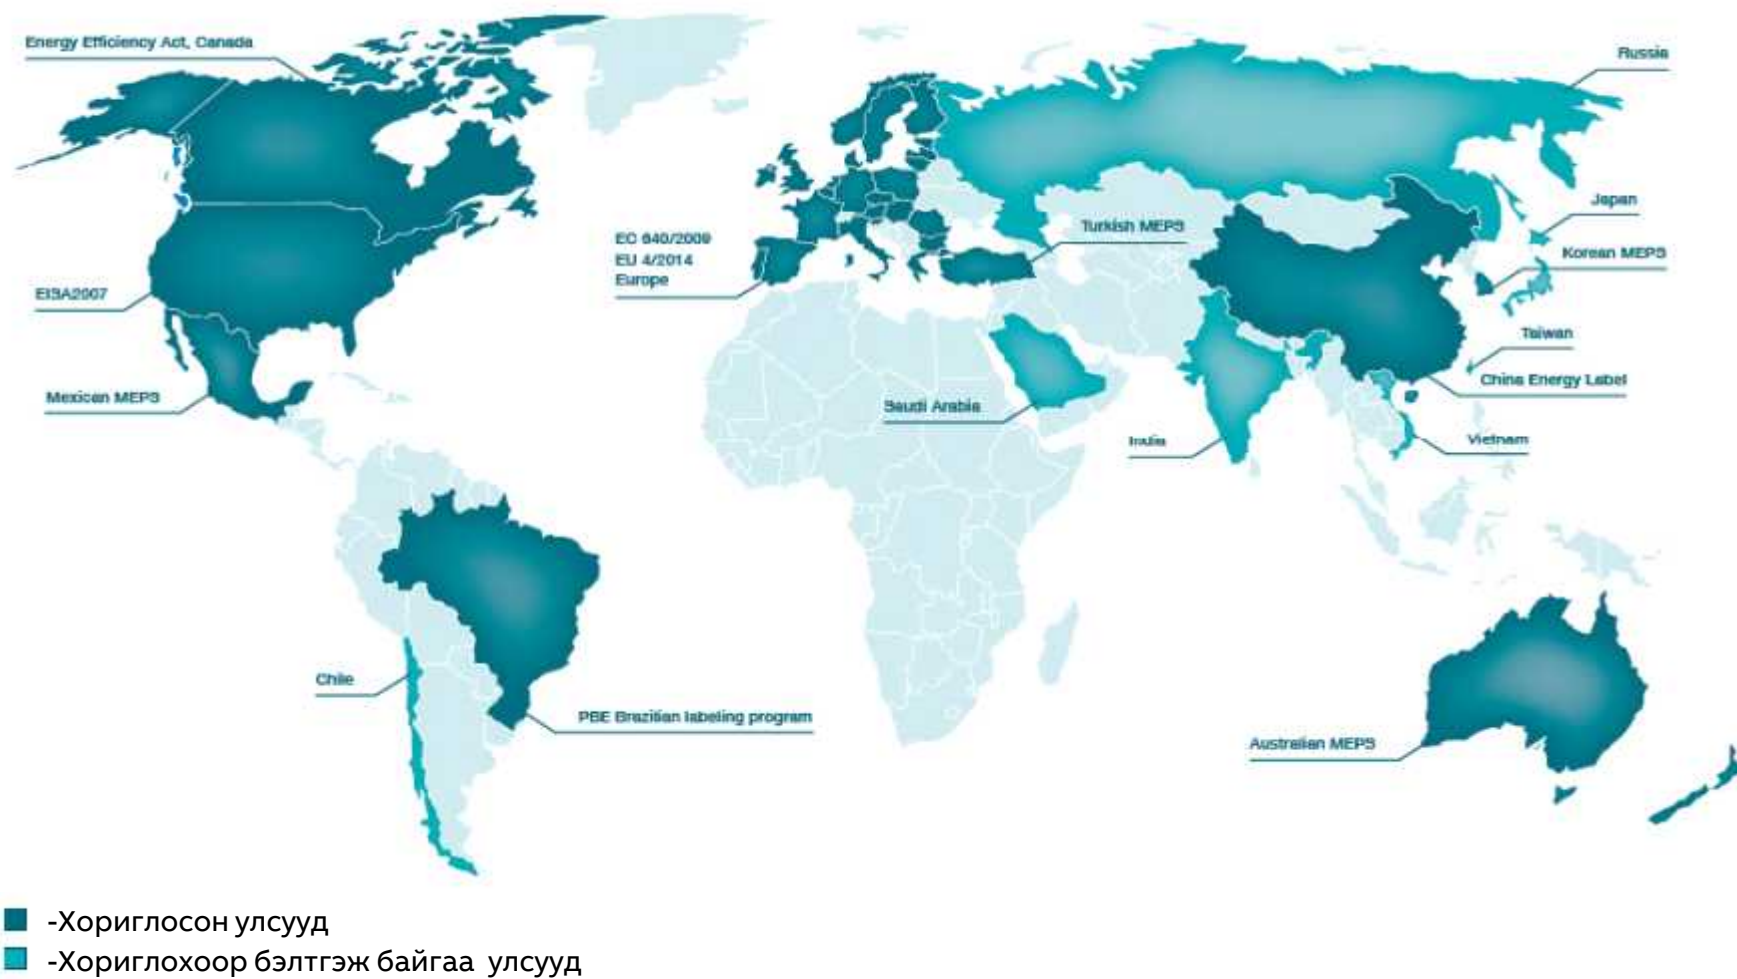 Energy Efficiency Act, Canada
Russia
Japan
Turkish MEPS
EC 640/2009
EU 4/2014
Europe
Korean MEPS
EISA2007
Taiwan
China Energy Label
Mexican MEPS
Saudi Arabia
India
Vietnam
Chile
PBE Brazilian labeling program
Australian MEPS
-Хориглосон улсууд
-Хориглохоор бэлтгэж байгаа улсууд